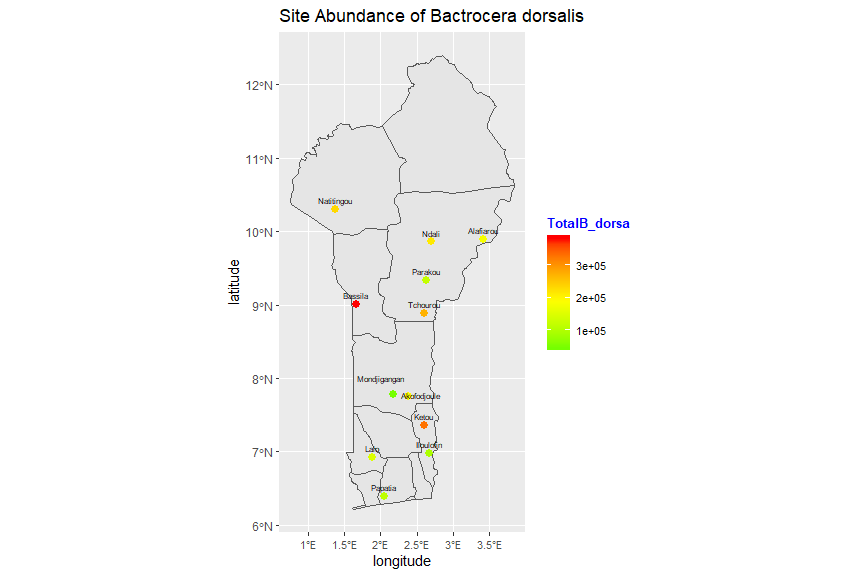 Site Abundance of Bactrocera dorsalis
12°N
11°N
10°N
9°N
8°N
7°N
6°N
latitude
Natitingou
Ndali
Alafiarou
Parakou
Bassila
Tchourou
Mondjigangan
Akofodjoule
Ketou
Lalo
Papatia
1°E
1.5°E
2°E
2.5°E
3°E
3.5°E
longitude
TotalB_dorsa
3e+05
2e+05
1e+05